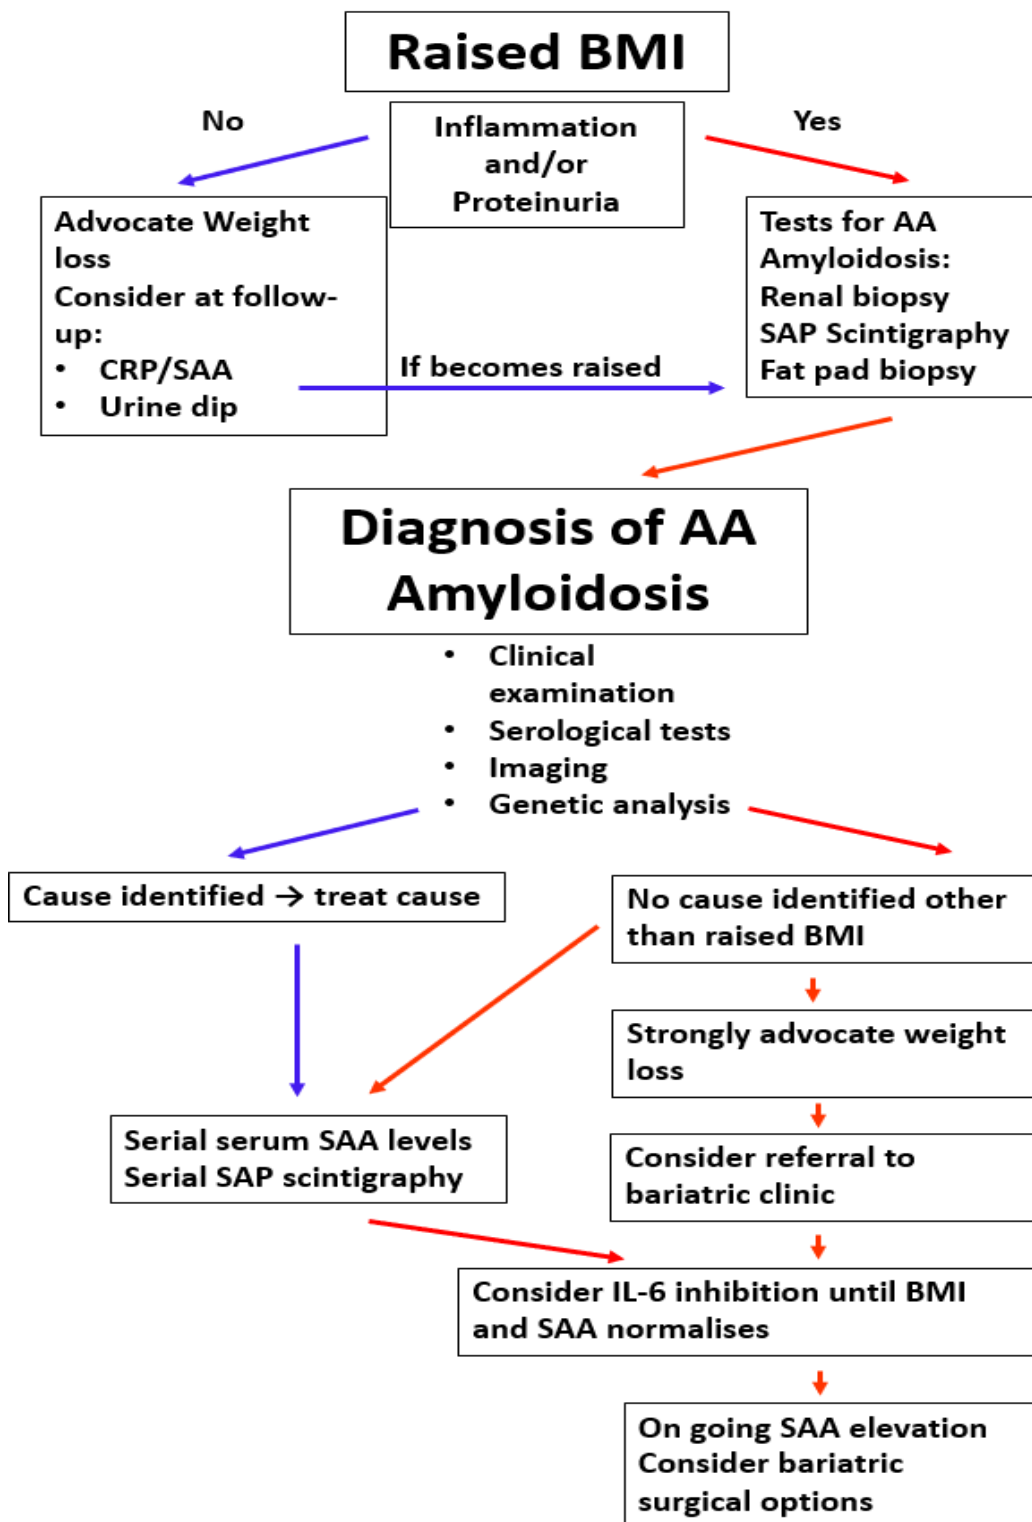 Raised BMI
No
Inflammation
and/or
Proteinuria
Yes
Advocate Weight
loss
Consider at follow-
up:
• CRP/SAA
• Urine dip
If becomes raised
Tests for AA
Amyloidosis:
Renal biopsy
SAP Scintigraphy
Fat pad biopsy
Diagnosis of AA
Amyloidosis
• Clinical
examination
• Serological tests
• Imaging
• Genetic analysis
Cause identified → treat cause
No cause identified other
than raised BMI
Strongly advocate weight
loss
Serial serum SAA levels
Serial SAP scintigraphy
Consider referral to
bariatric clinic
Consider IL-6 inhibition until BMI
and SAA normalises
On going SAA elevation
Consider bariatric
surgical options